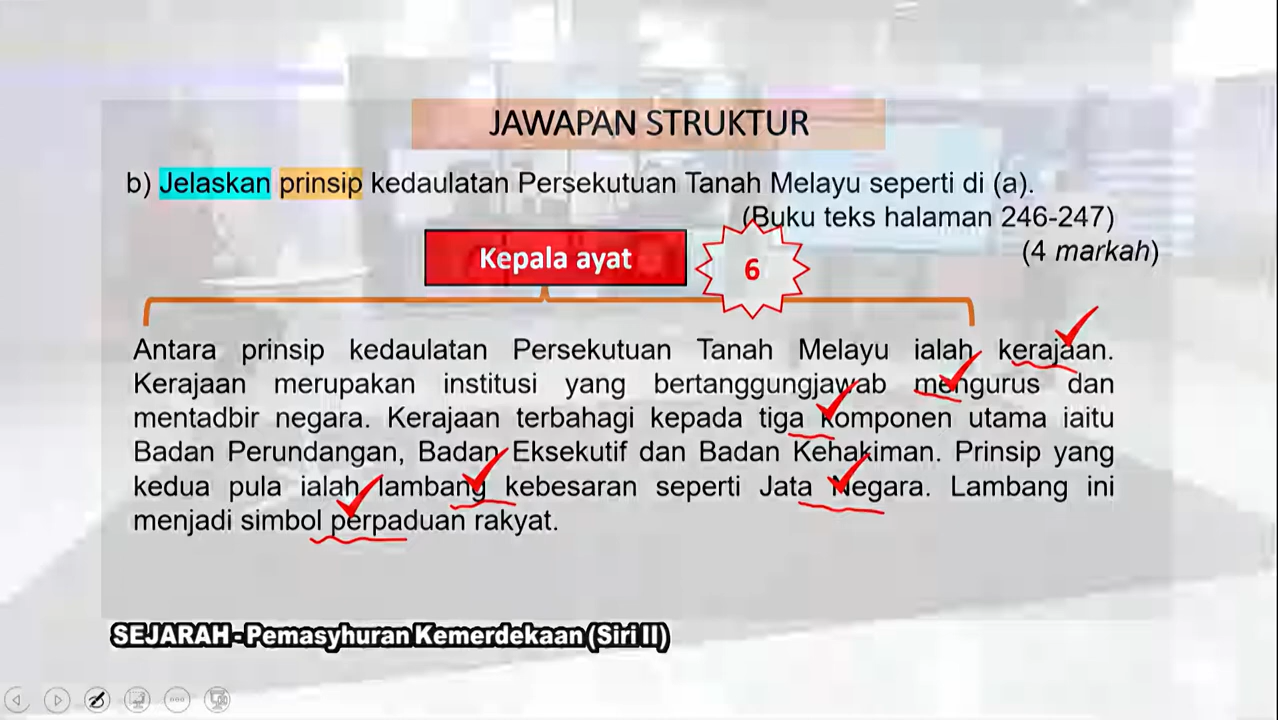 JAWAPAN STRUKTUR
b) Jelaskan prinsip kedaulatan Persekutuan Tanah Melayu seperti di (a).
(Buku teks halaman 246-247)
(4 markah)
Kepala ayat
6
Antara prinsip kedaulatan Persekutuan Tanah Melayu ialah kerajaan.
Kerajaan merupakan institusi yang bertanggungjawab mengurus dan
mentadbir negara. Kerajaan terbahagi kepada tiga komponen utama iaitu
Badan Perundangan, Badan Eksekutif dan Badan Kehakiman. Prinsip yang
kedua pula ialah lambang kebesaran seperti Jata Negara. Lambang ini
menjadi simbol perpaduan rakyat.
SEJARAH - Pemasyhuran Kemerdekaan (Siri II)